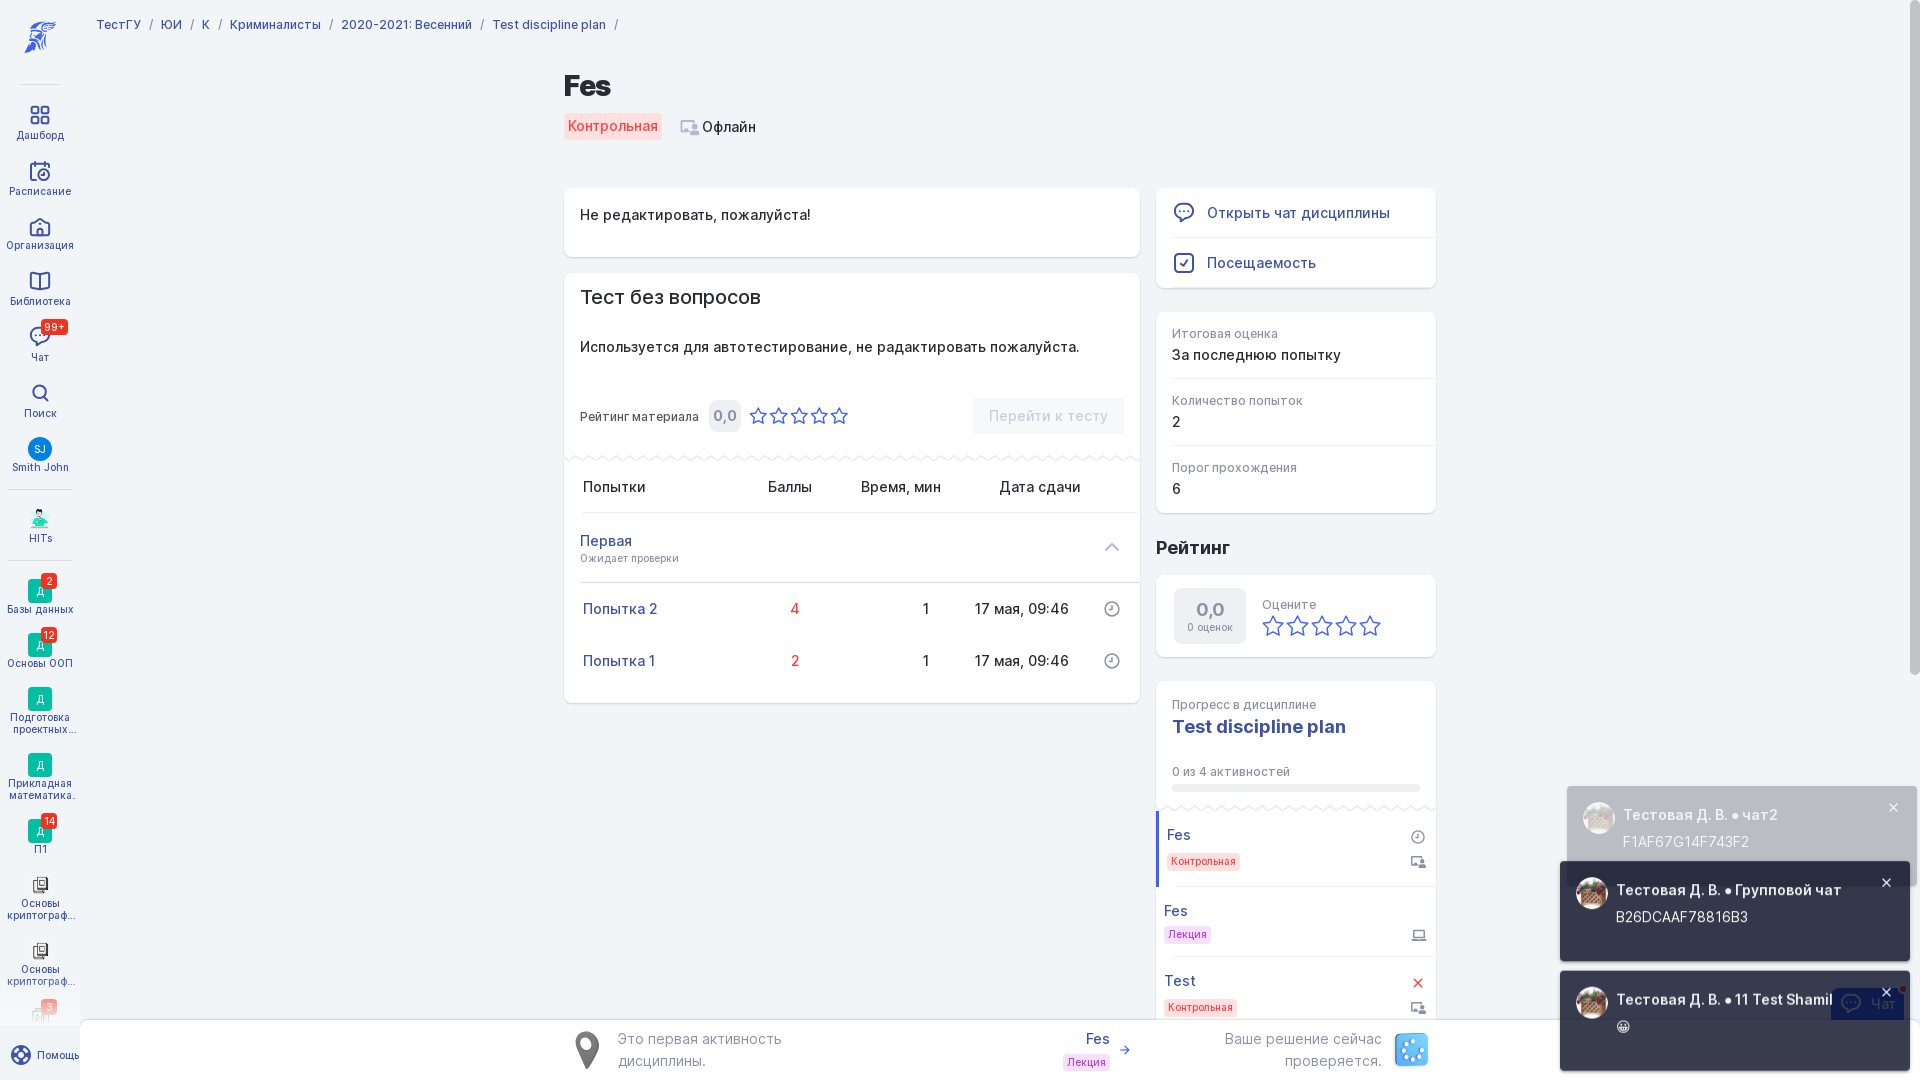 ТестГУ / ЮИ / К / Криминалисты / 2020-2021: Весенний / Test discipline plan /
Дашборд
Расписание
Организация
Библиотека
99+
Чат
Поиск
SJ
Smith John
HITs
Д 2
Базы данных
Д 12
Основы ООП
Д
Подготовка
проектных...
Д
Прикладная
математика.
Д 14
П1
Основы
криптограф...
Основы
криптограф...
3
Помощь
Fes
Контрольная Офлайн
Не редактировать, пожалуйста!
Тест без вопросов
Используется для автотестирование, не радактировать пожалуйста.
Рейтинг материала 0,0 Перейти к тесту
Попытки Баллы Время, мин Дата сдачи
Первая
Ожидает проверки
Попытка 2 4 1 17 мая, 09:46
Попытка 1 2 1 17 мая, 09:46
Открыть чат дисциплины
Посещаемость
Итоговая оценка
За последнюю попытку
Количество попыток
2
Порог прохождения
6
Рейтинг
0,0
0 оценок
Оцените
Прогресс в дисциплине
Test discipline plan
0 из 4 активностей
Fes
Контрольная
Fes
Лекция
Test
Контрольная
Тестовая Д. В. ● чат2
F1AF67G14F743F2
Тестовая Д. В. ● Групповой чат
B26DCAAF78816B3
Тестовая Д. В. ● 11 Test Shamil
😀
Чат
Это первая активность
дисциплины.
Fes
Лекция
Ваше решение сейчас
проверяется.